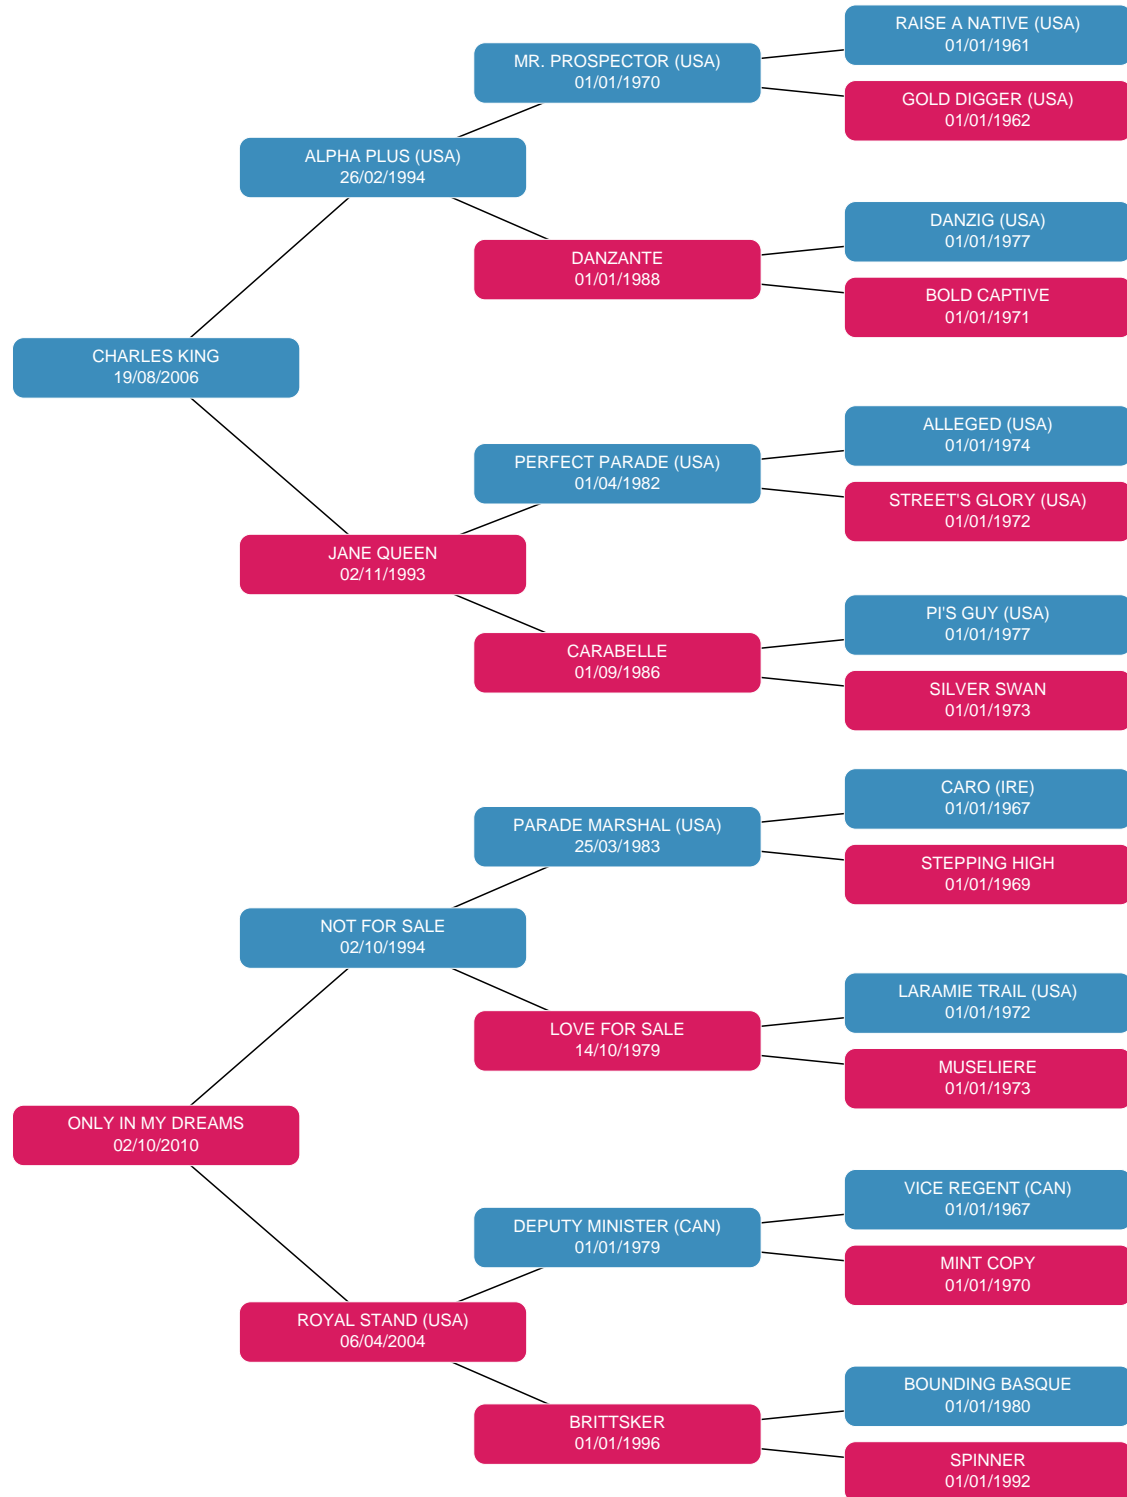 RAISE A NATIVE (USA)
01/01/1961
MR. PROSPECTOR (USA)
01/01/1970
GOLD DIGGER (USA)
01/01/1962
ALPHA PLUS (USA)
26/02/1994
DANZIG (USA)
01/01/1977
DANZANTE
01/01/1988
BOLD CAPTIVE
01/01/1971
CHARLES KING
19/08/2006
ALLEGED (USA)
01/01/1974
PERFECT PARADE (USA)
01/04/1982
STREET'S GLORY (USA)
01/01/1972
JANE QUEEN
02/11/1993
PI'S GUY (USA)
01/01/1977
CARABELLE
01/09/1986
SILVER SWAN
01/01/1973
CARO (IRE)
01/01/1967
PARADE MARSHAL (USA)
25/03/1983
STEPPING HIGH
01/01/1969
NOT FOR SALE
02/10/1994
LARAMIE TRAIL (USA)
01/01/1972
LOVE FOR SALE
14/10/1979
MUSELIERE
01/01/1973
ONLY IN MY DREAMS
02/10/2010
VICE REGENT (CAN)
01/01/1967
DEPUTY MINISTER (CAN)
01/01/1979
MINT COPY
01/01/1970
ROYAL STAND (USA)
06/04/2004
BOUNDING BASQUE
01/01/1980
BRITTSKER
01/01/1996
SPINNER
01/01/1992